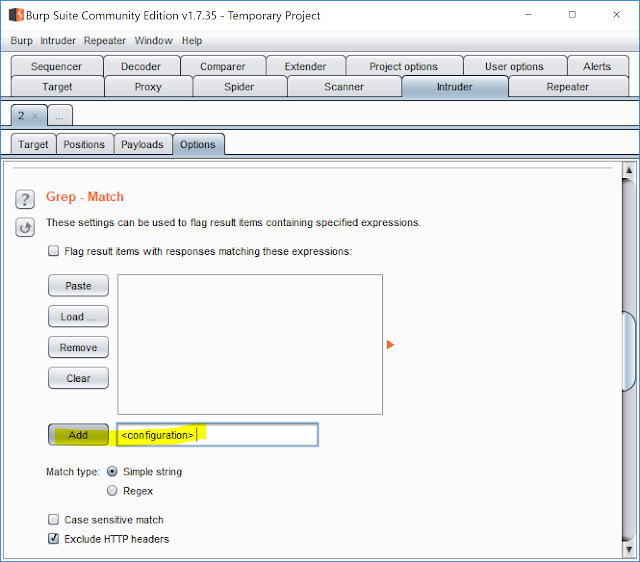 Burp Suite Community Edition v1.7.35 - Temporary Project
Burp Intruder Repeater Window Help
Sequencer Decoder Comparer Extender Project options User options Alerts
Target Proxy Spider Scanner Intruder Repeater
2 × ...
Target Positions Payloads Options
? Grep - Match
These settings can be used to flag result items containing specified expressions.
Flag result items with responses matching these expressions:
Paste
Load ...
Remove
Clear
Add <configuration>
Match type: Simple string
Regex
Case sensitive match
Exclude HTTP headers